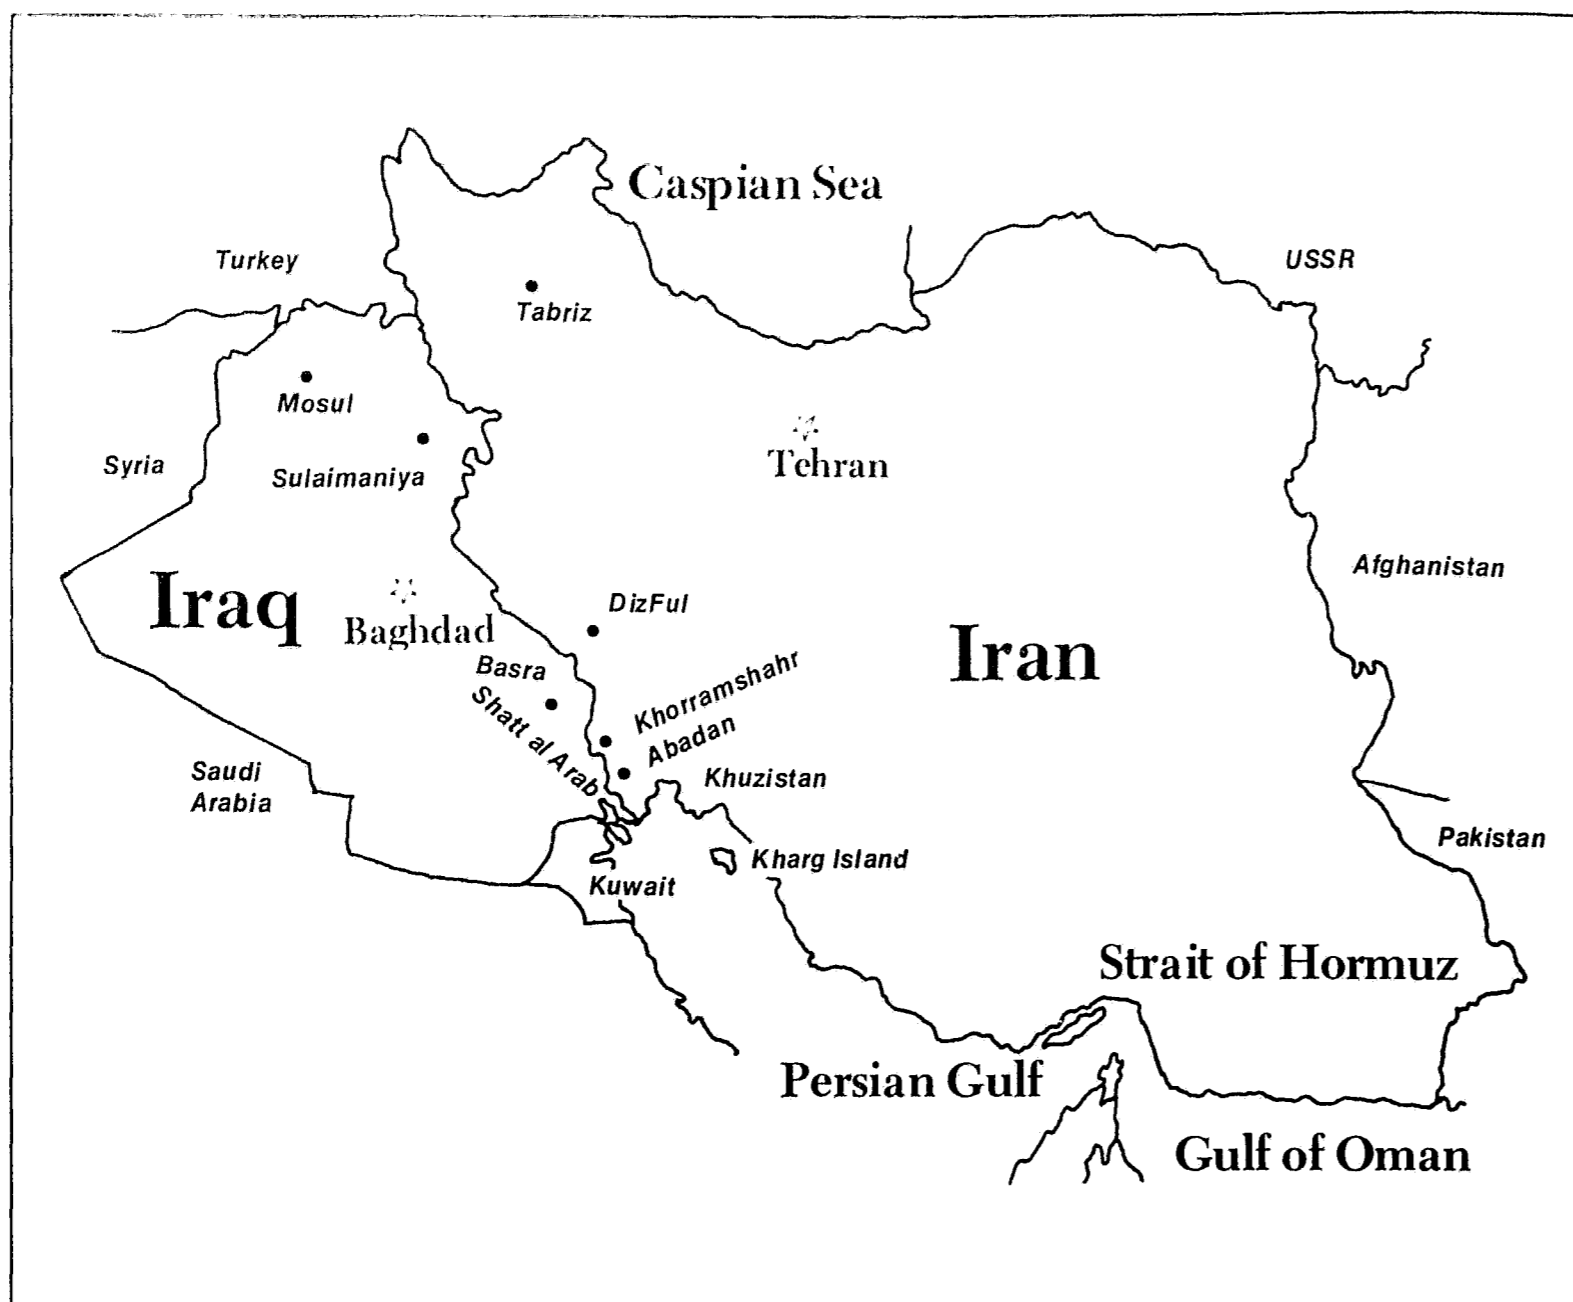 Caspian Sea
Turkey
USSR
Tabriz
Mosul
Syria
Sulaimaniya
Tehran
Iraq
Baghdad
DizFul
Afghanistan
Iran
Basra
Shatt al Arab
Khorramshahr
Abadan
Khuzistan
Saudi
Arabia
Kharg Island
Kuwait
Pakistan
Strait of Hormuz
Persian Gulf
Gulf of Oman